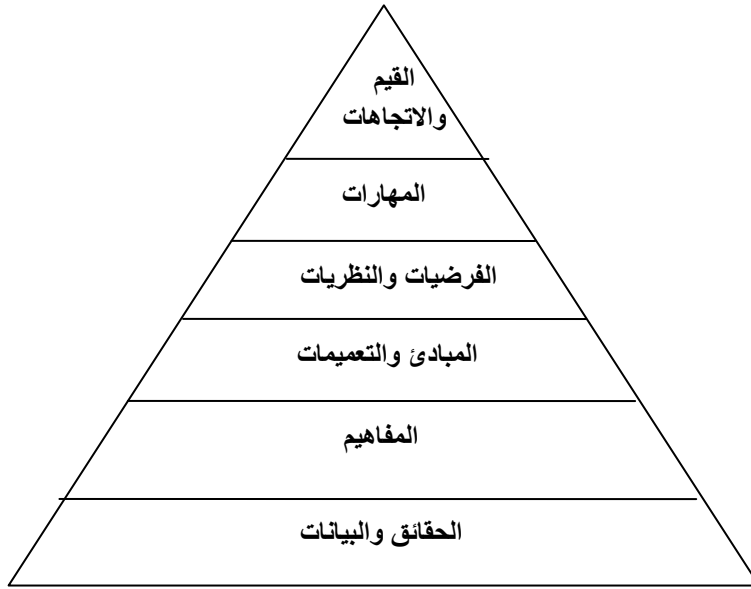 القيم
والاتجاهات
المهارات
الفرضيات والنظريات
المبادئ والتعميمات
المفاهيم
الحقائق والبيانات